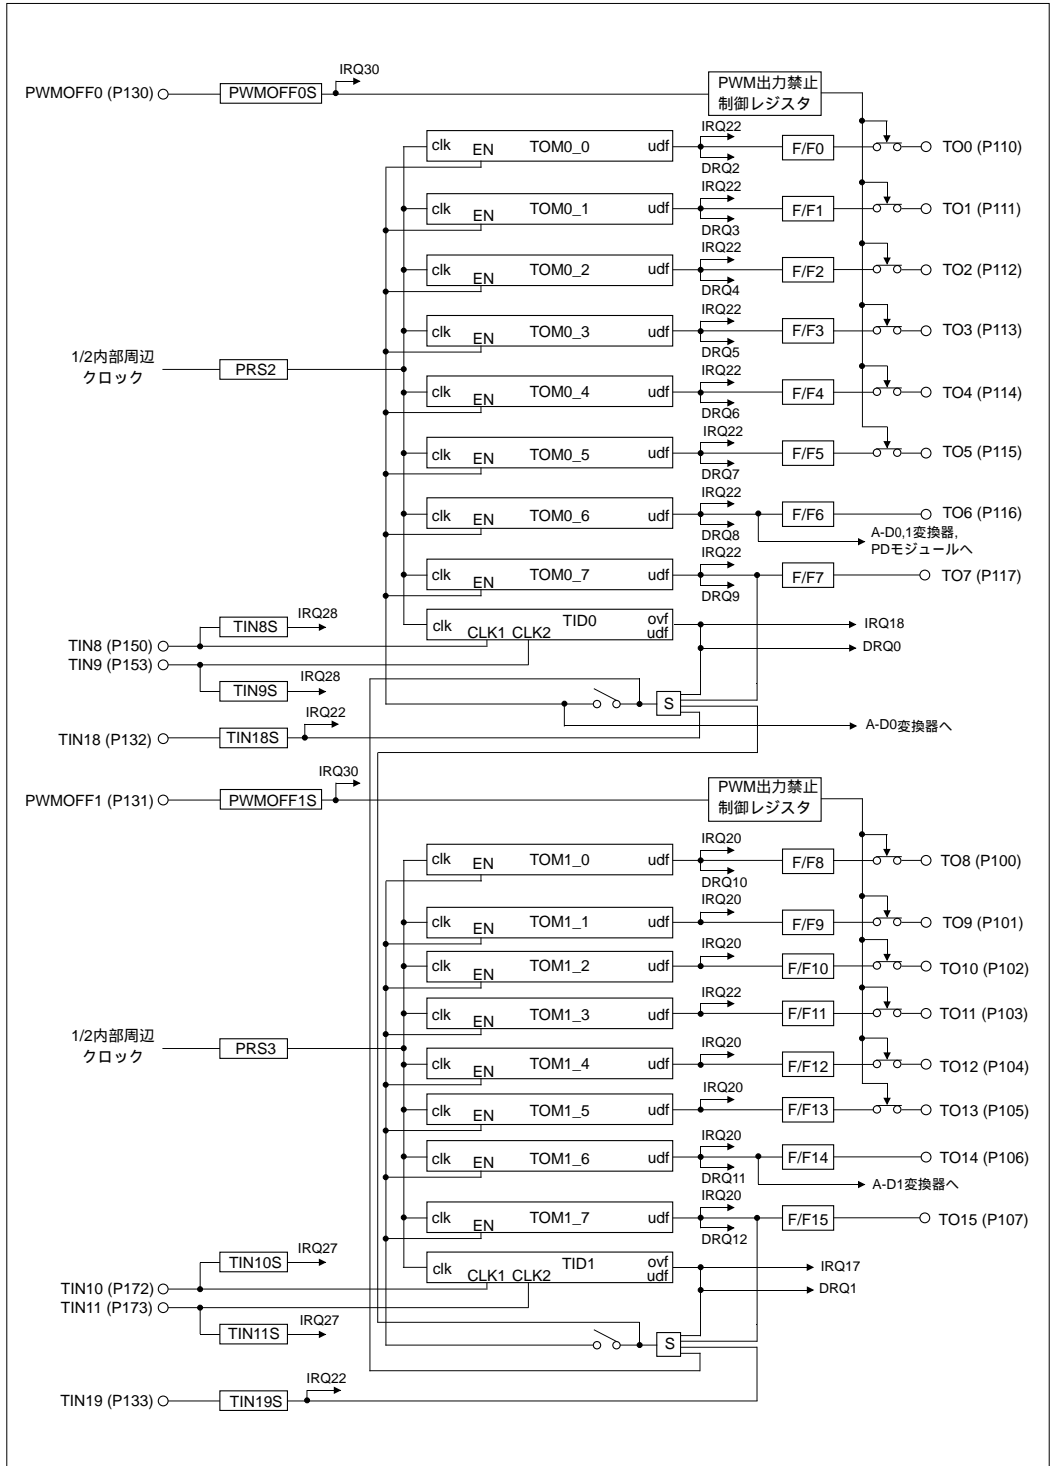 IRQ30
PWMOFF0 (P130)
PWMOFF0S
PWM出力禁止
制御レジスタ
IRQ22
clk EN TOM0_0 udf
F/F0
TO0 (P110)
DRQ2
IRQ22
clk EN TOM0_1 udf
F/F1
TO1 (P111)
DRQ3
IRQ22
clk EN TOM0_2 udf
F/F2
TO2 (P112)
DRQ4
IRQ22
clk EN TOM0_3 udf
F/F3
TO3 (P113)
DRQ5
1/2内部周辺
クロック
PRS2
IRQ22
clk EN TOM0_4 udf
F/F4
TO4 (P114)
DRQ6
IRQ22
clk EN TOM0_5 udf
F/F5
TO5 (P115)
DRQ7
IRQ22
clk EN TOM0_6 udf
F/F6
TO6 (P116)
DRQ8
A-D0,1変換器,
PDモジュールへ
IRQ22
clk EN TOM0_7 udf
F/F7
TO7 (P117)
DRQ9
IRQ28
TIN8S
clk CLK1 CLK2 TID0 ovf
udf
IRQ18
TIN8 (P150)
DRQ0
TIN9 (P153)
TIN9S
IRQ28
S
IRQ22
A-D0変換器へ
TIN18 (P132)
TIN18S
IRQ30
PWMOFF1 (P131)
PWMOFF1S
PWM出力禁止
制御レジスタ
IRQ20
clk EN TOM1_0 udf
F/F8
TO8 (P100)
DRQ10
IRQ20
clk EN TOM1_1 udf
F/F9
TO9 (P101)
IRQ20
clk EN TOM1_2 udf
F/F10
TO10 (P102)
IRQ22
clk EN TOM1_3 udf
F/F11
TO11 (P103)
1/2内部周辺
クロック
PRS3
IRQ20
clk EN TOM1_4 udf
F/F12
TO12 (P104)
IRQ20
clk EN TOM1_5 udf
F/F13
TO13 (P105)
IRQ20
clk EN TOM1_6 udf
F/F14
TO14 (P106)
DRQ11
A-D1変換器へ
IRQ20
clk EN TOM1_7 udf
F/F15
TO15 (P107)
DRQ12
IRQ27
TIN10S
clk CLK1 CLK2 TID1 ovf
udf
IRQ17
TIN10 (P172)
DRQ1
TIN11 (P173)
TIN11S
IRQ27
S
IRQ22
TIN19 (P133)
TIN19S